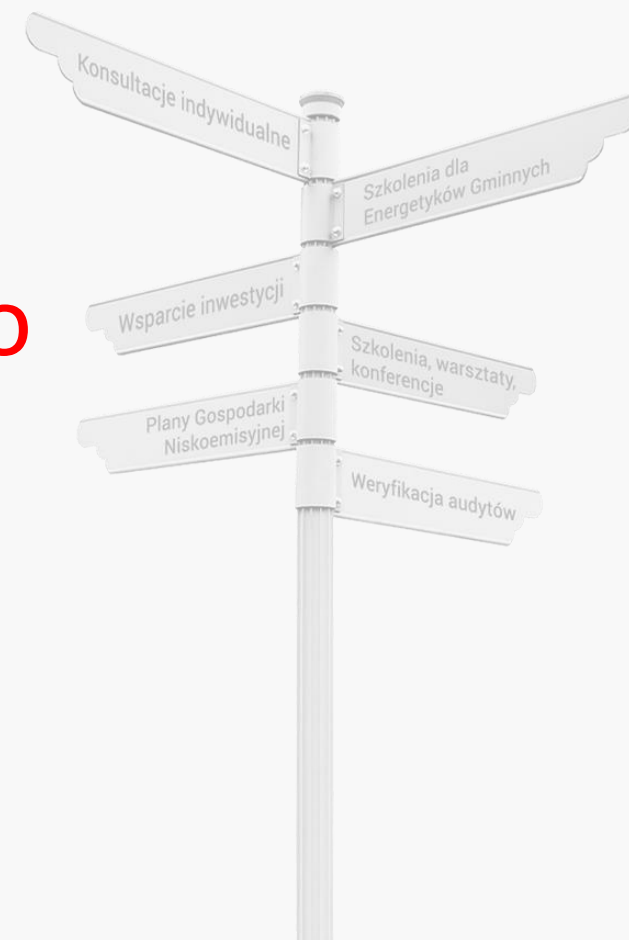 Konsultacje indywidualne
Szkolenia dla
Energetyków Gminnych
o
Wsparcie inwestycji
Szkolenia, warsztaty,
konferencje
Plany Gospodarki
Niskoemisyjnej
Weryfikacja audytów